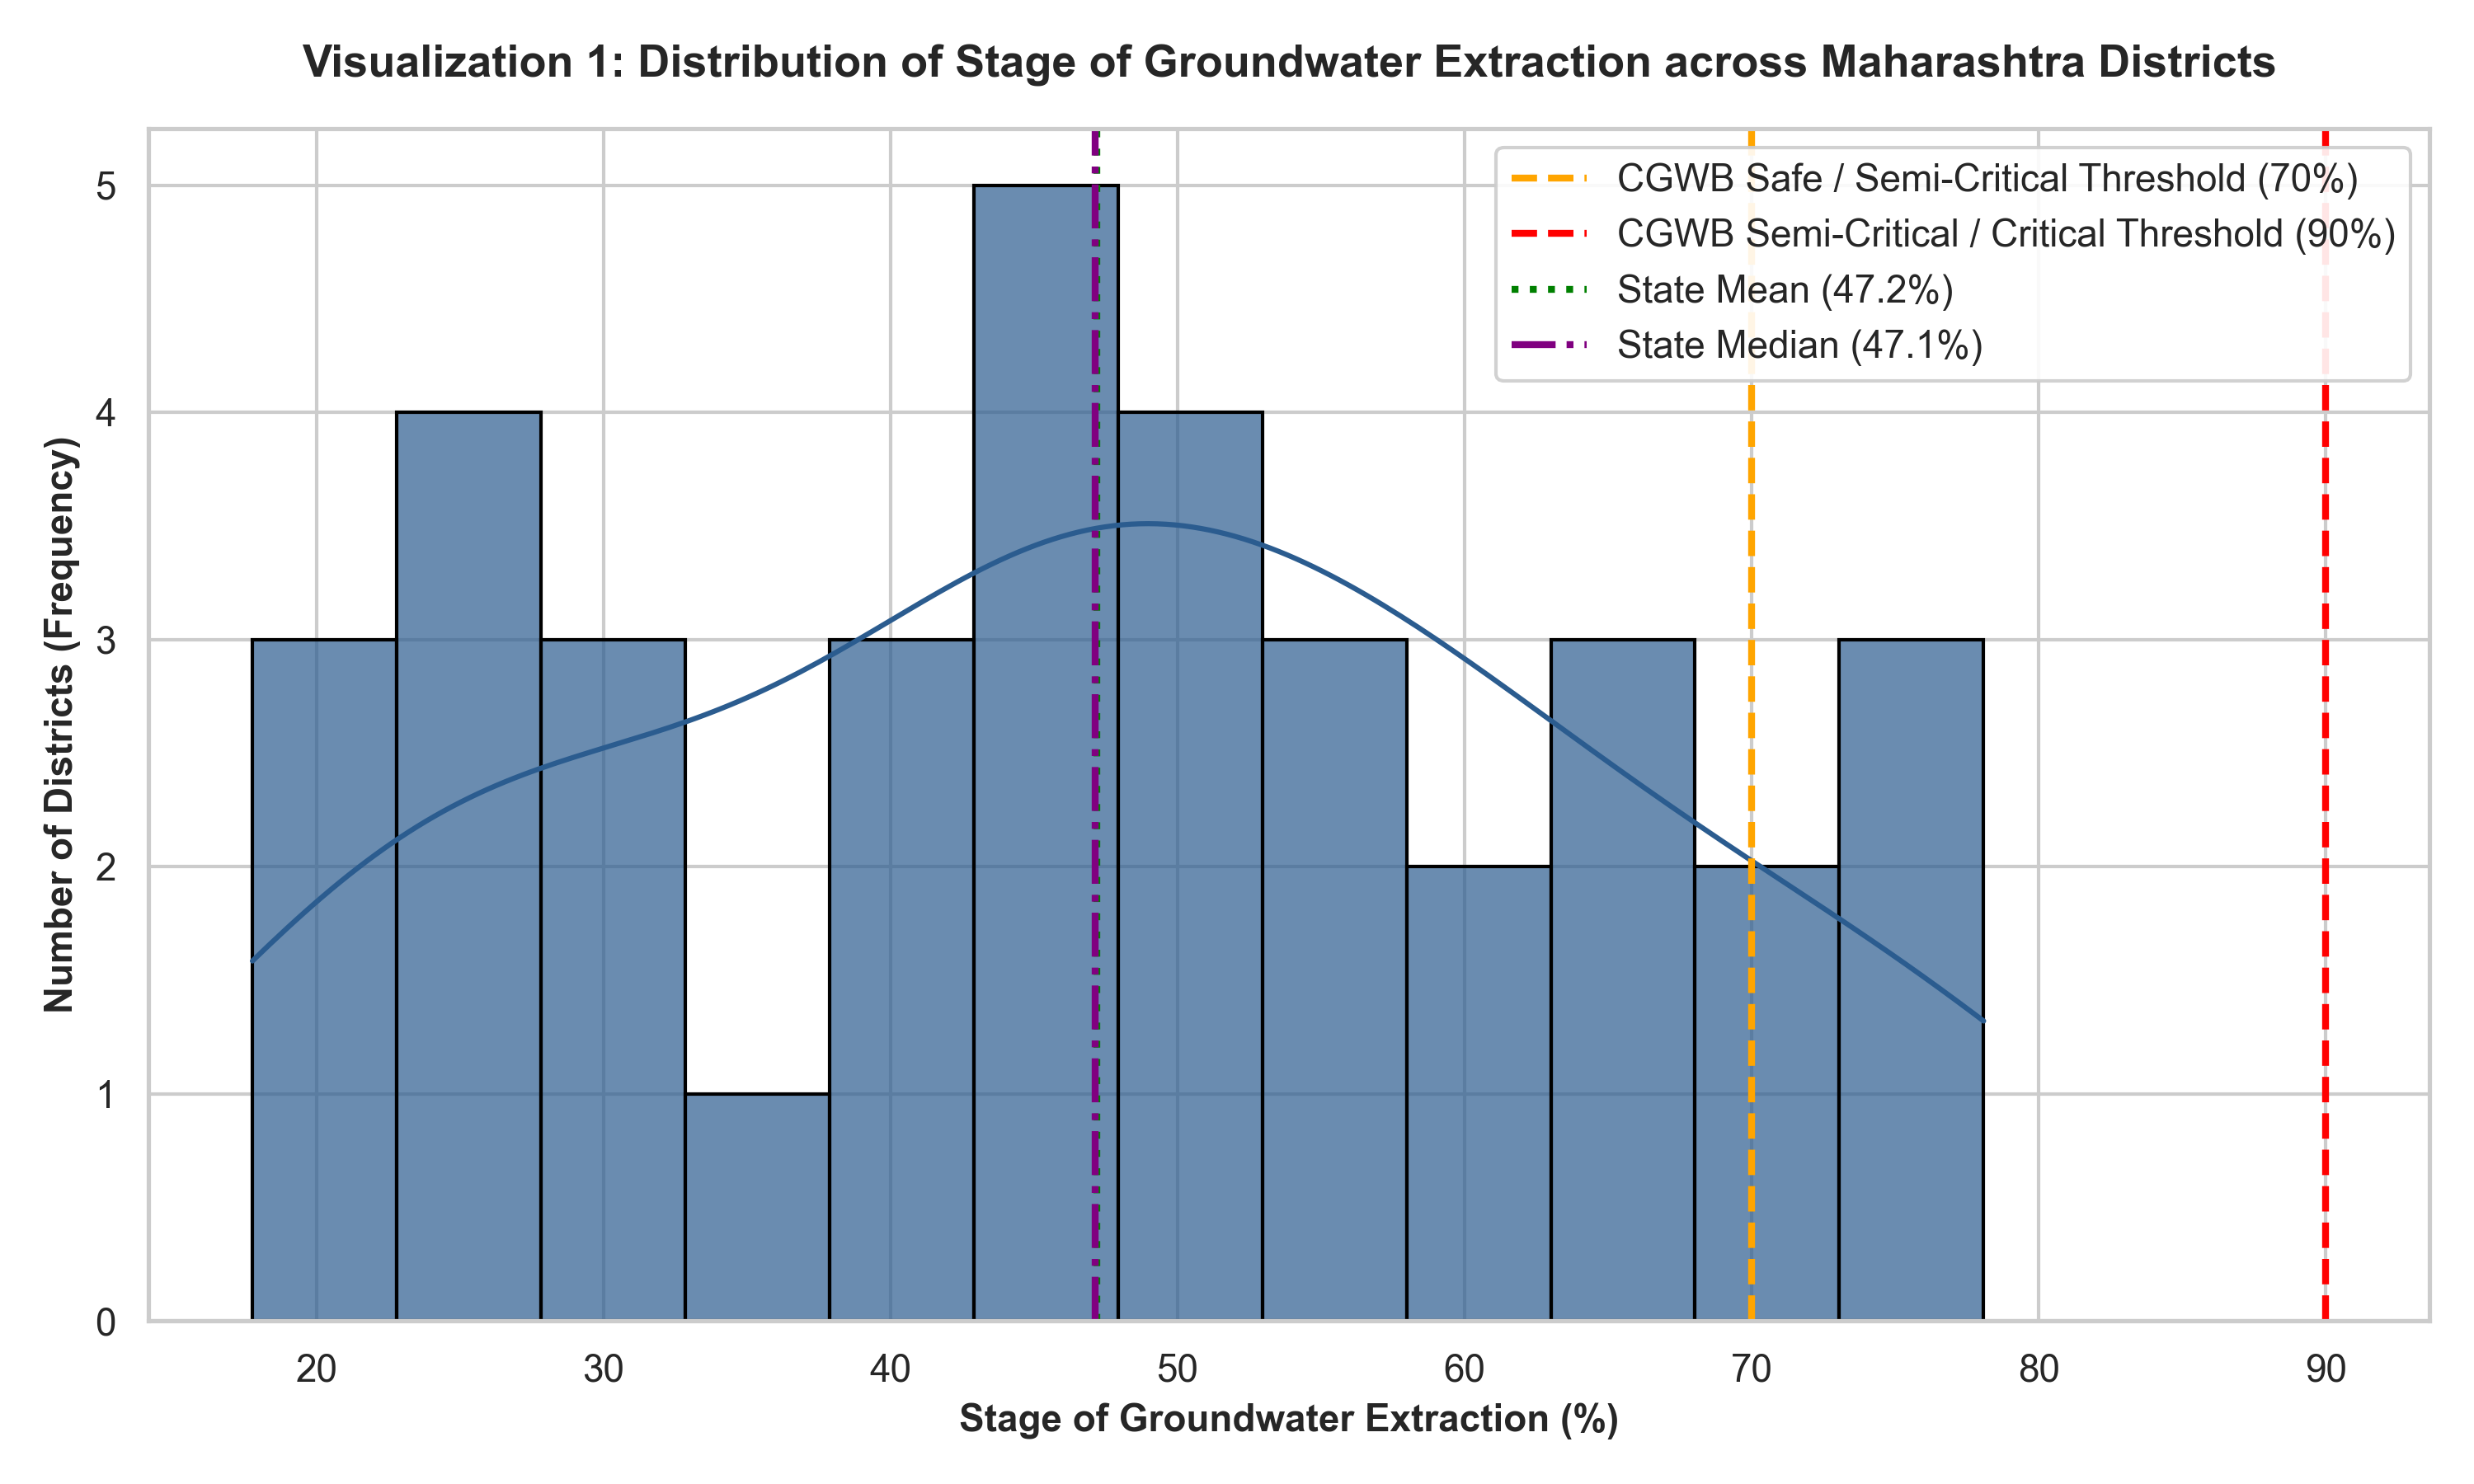 Visualization 1: Distribution of Stage of Groundwater Extraction across Maharashtra Districts
CGWB Safe / Semi-Critical Threshold (70%)
CGWB Semi-Critical / Critical Threshold (90%)
State Mean (47.2%)
State Median (47.1%)
Number of Districts (Frequency)
5
4
3
2
1
0
20 30 40 50 60 70 80 90
Stage of Groundwater Extraction (%)